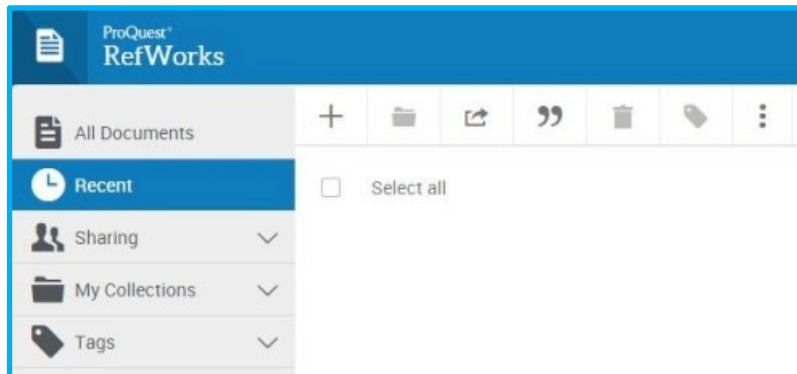 ProQuest®
RefWorks
All Documents
Recent
Select all
Sharing
My Collections
Tags